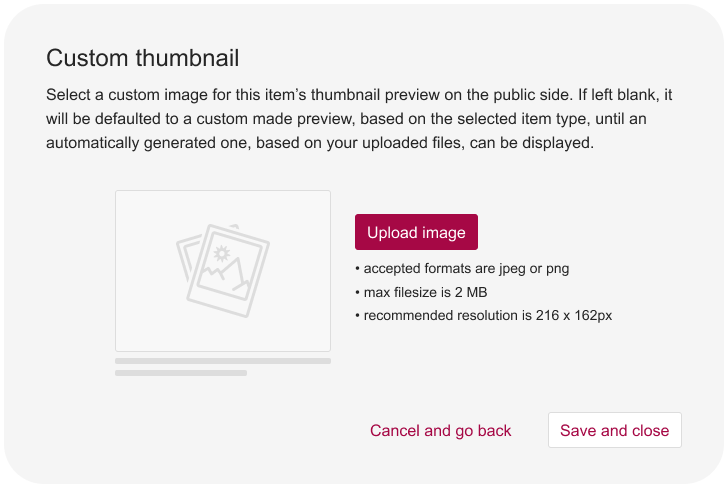 Custom thumbnail
Select a custom image for this item’s thumbnail preview on the public side. If left blank, it
will be defaulted to a custom made preview, based on the selected item type, until an
automatically generated one, based on your uploaded files, can be displayed.
Upload image
• accepted formats are jpeg or png
• max filesize is 2 MB
• recommended resolution is 216 x 162px
Cancel and go back
Save and close